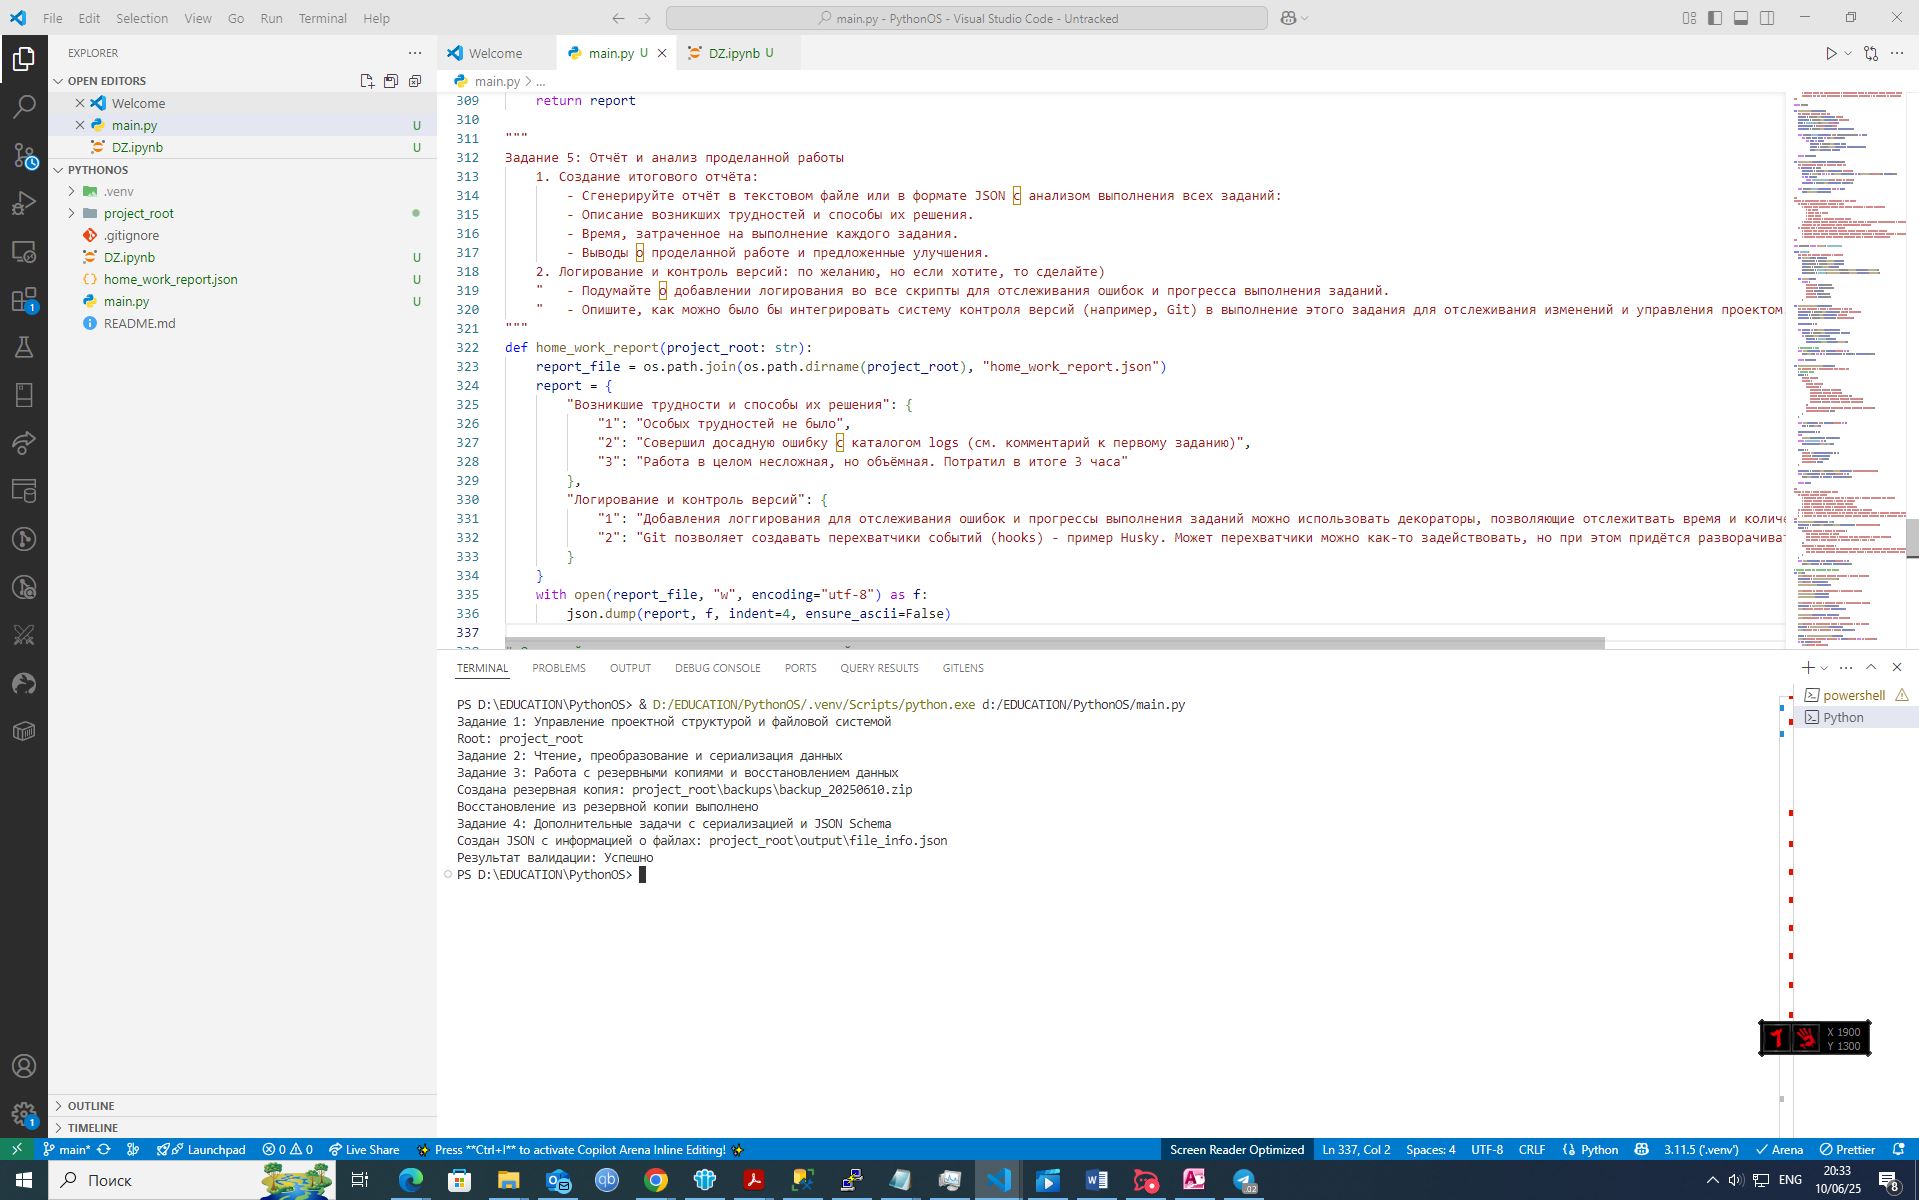 File Edit Selection View Go Run Terminal Help
main.py - PythonOS - Visual Studio Code - Untracked
EXPLORER
OPEN EDITORS
Welcome
main.py U
DZ.ipynb U
PYTHONOS
.venv
project_root
.gitignore
DZ.ipynb U
home_work_report.json U
main.py U
README.md
OUTLINE
TIMELINE
Welcome main.py U DZ.ipynb U
main.py > ...
309 return report
310
311 """
312 Задание 5: Отчёт и анализ проделанной работы
313 1. Создание итогового отчёта:
314 - Сгенерируйте отчёт в текстовом файле или в формате JSON с анализом выполнения всех заданий:
315 - Описание возникших трудностей и способы их решения.
316 - Время, затраченное на выполнение каждого задания.
317 - Выводы о проделанной работе и предложенные улучшения.
318 2. Логирование и контроль версий: по желанию, но если хотите, то сделайте)
319 " - Подумайте о добавлении логирования во все скрипты для отслеживания ошибок и прогресса выполнения заданий.
320 " - Опишите, как можно было бы интегрировать систему контроля версий (например, Git) в выполнение этого задания для отслеживания изменений и управления проектом
321 """
322 def home_work_report(project_root: str):
323 report_file = os.path.join(os.path.dirname(project_root), "home_work_report.json")
324 report = {
325 "Возникшие трудности и способы их решения": {
326 "1": "Особых трудностей не было",
327 "2": "Совершил досадную ошибку с каталогом logs (см. комментарий к первому заданию)",
328 "3": "Работа в целом несложная, но объёмная. Потратил в итоге 3 часа"
329 },
330 "Логирование и контроль версий": {
331 "1": "Добавления логгирования для отслеживания ошибок и прогрессы выполнения заданий можно использовать декораторы, позволяющие отслежитвать время и количе
332 "2": "Git позволяет создавать перехватчики событий (hooks) - пример Husky. Может перехватчики можно как-то задействовать, но при этом придётся разворачиват
333 }
334 }
335 with open(report_file, "w", encoding="utf-8") as f:
336 json.dump(report, f, indent=4, ensure_ascii=False)
337
TERMINAL PROBLEMS OUTPUT DEBUG CONSOLE PORTS QUERY RESULTS GITLENS
PS D:\EDUCATION\PythonOS> & D:/EDUCATION/PythonOS/.venv/Scripts/python.exe d:/EDUCATION/PythonOS/main.py
Задание 1: Управление проектной структурой и файловой системой
Root: project_root
Задание 2: Чтение, преобразование и сериализация данных
Задание 3: Работа с резервными копиями и восстановлением данных
Создана резервная копия: project_root\backups\backup_20250610.zip
Восстановление из резервной копии выполнено
Задание 4: Дополнительные задачи с сериализацией и JSON Schema
Создан JSON с информацией о файлах: project_root\output\file_info.json
Результат валидации: Успешно
PS D:\EDUCATION\PythonOS>
powershell
Python
X 1900
Y 1300
main* Launchpad 0 0 Live Share Press **Ctrl+I** to activate Copilot Arena Inline Editing! Screen Reader Optimized Ln 337, Col 2 Spaces: 4 UTF-8 CRLF Python 3.11.5 ('.venv') Arena Prettier
Поиск
ENG
20:33
10/06/25
8